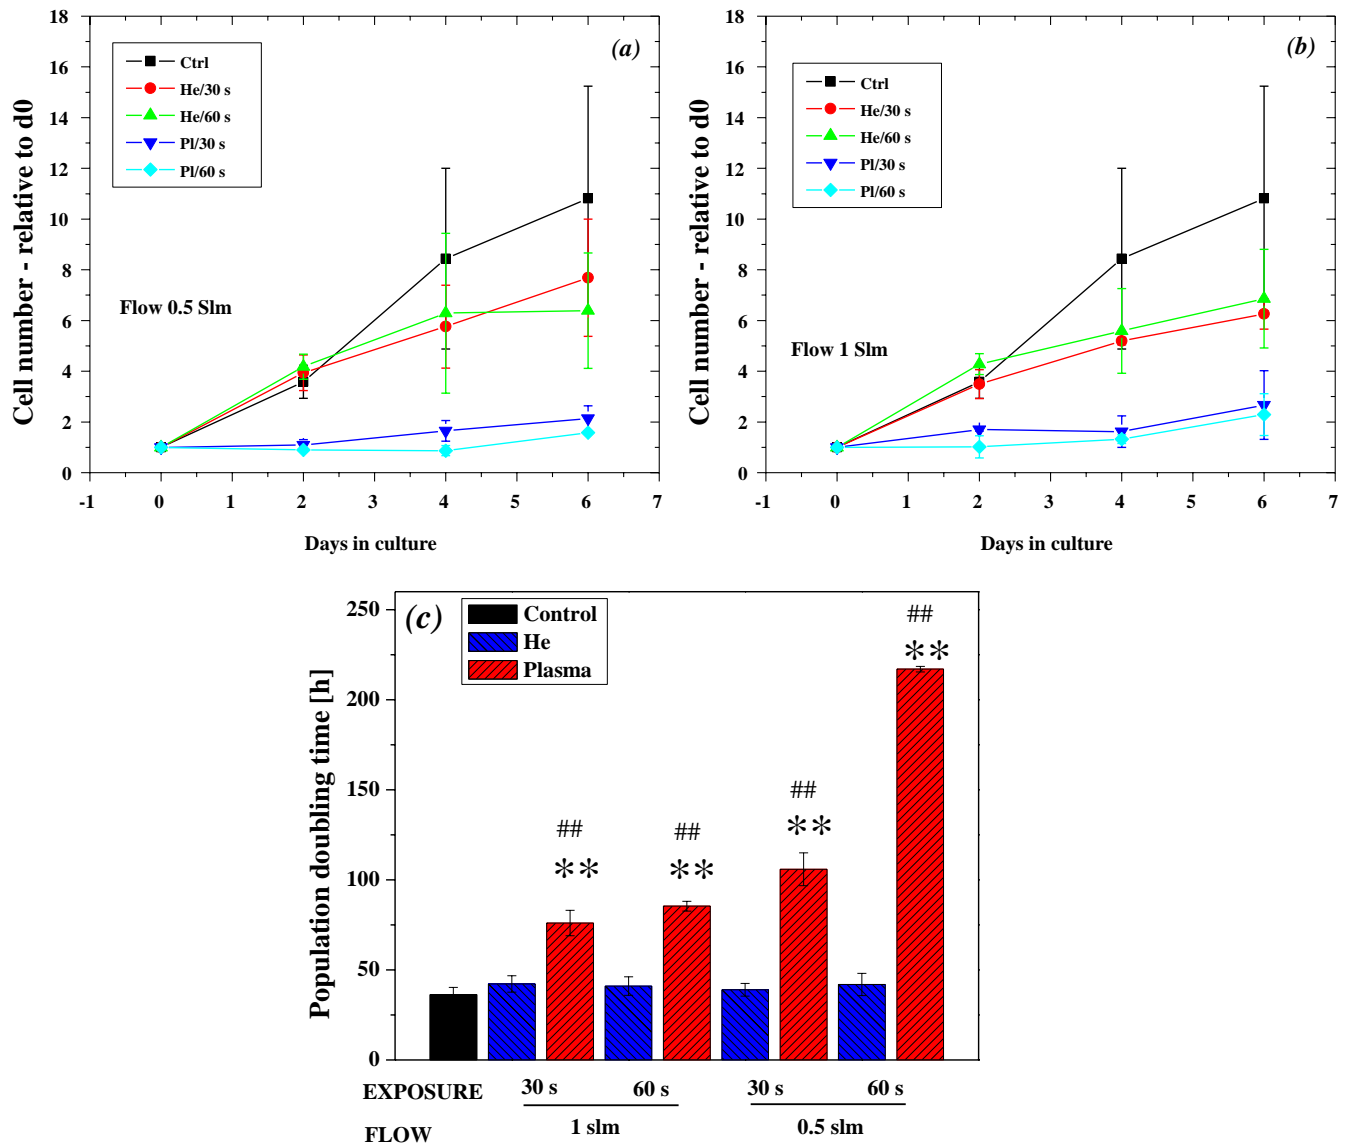 (a)
Ctrl
He/30 s
He/60 s
Pl/30 s
Pl/60 s
Flow 0.5 Slm
Cell number - relative to d0
18
16
14
12
10
8
6
4
2
0
-1 0 1 2 3 4 5 6 7
Days in culture
(b)
Ctrl
He/30 s
He/60 s
Pl/30 s
Pl/60 s
Flow 1 Slm
Cell number - relative to d0
18
16
14
12
10
8
6
4
2
0
-1 0 1 2 3 4 5 6 7
Days in culture
(c)
Control
He
Plasma
Population doubling time [h]
250
200
150
100
50
0
##
**
##
**
##
**
##
**
EXPOSURE 30 s 60 s 30 s 60 s
FLOW 1 slm 0.5 slm